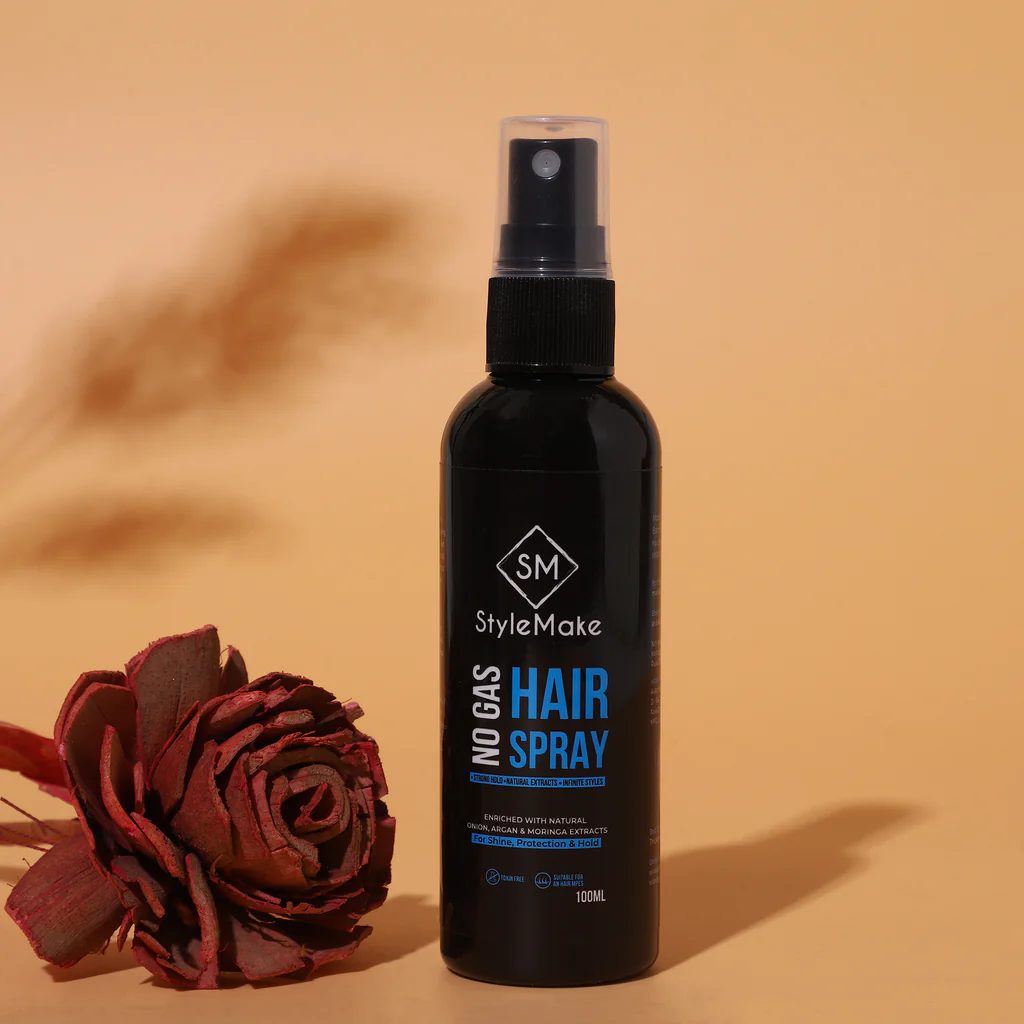 SM
StyleMake
NO GAS
HAIR
SPRAY
• STRONG HOLD • NATURAL EXTRACTS • INFINITE STYLES
ENRICHED WITH NATURAL
ONION, ARGAN & MORINGA EXTRACTS
For Shine, Protection & Hold
TOXIN FREE
SUITABLE FOR
100ML